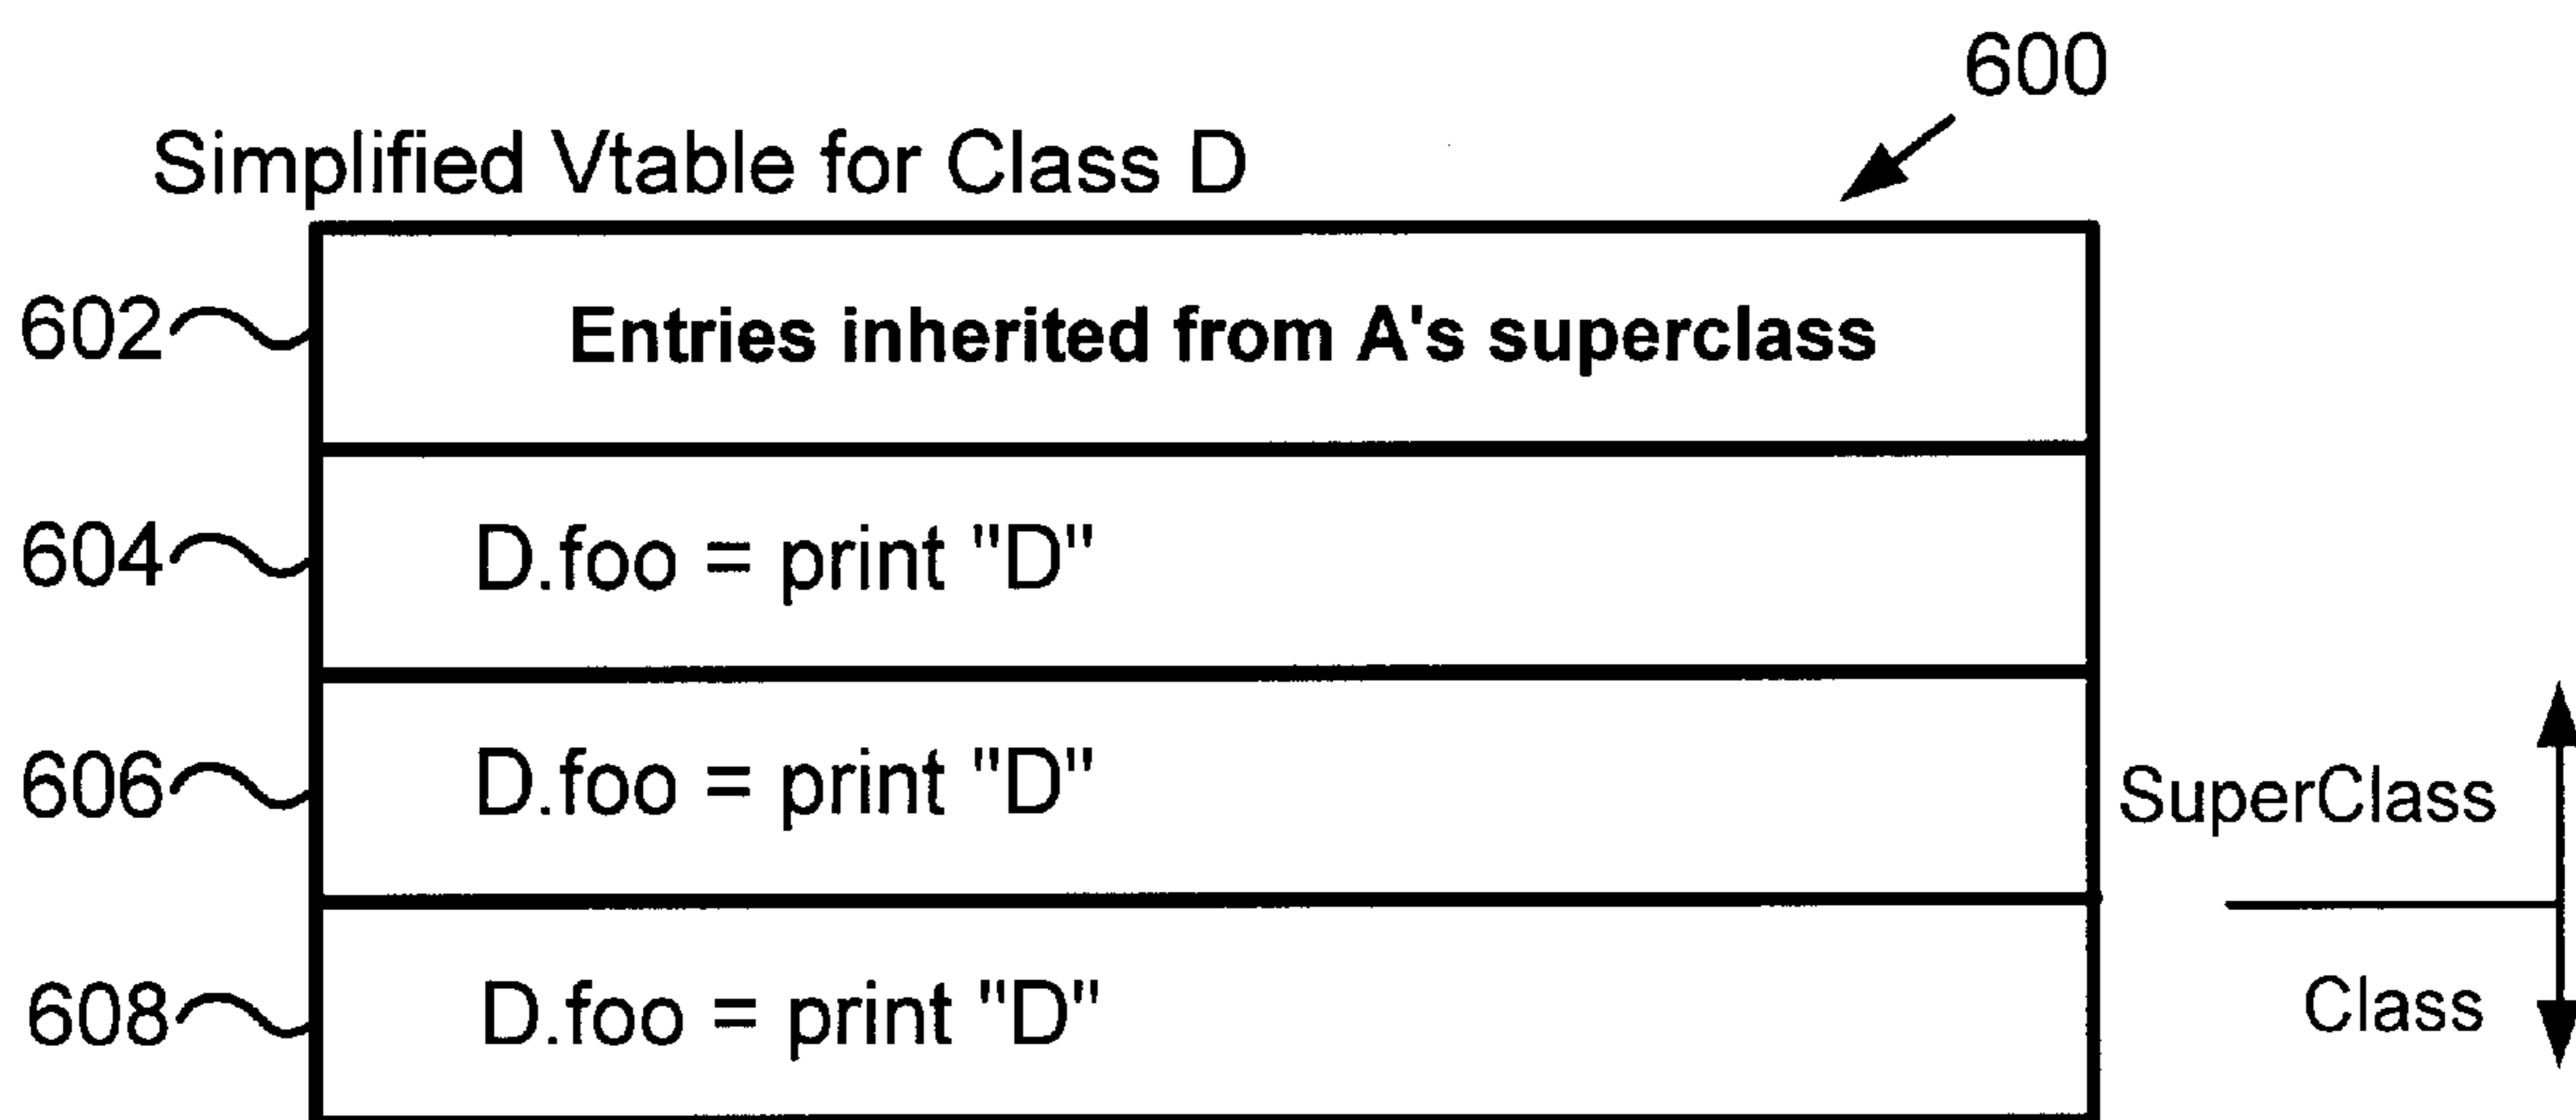 600
Simplified Vtable for Class D
602 Entries inherited from A's superclass
604 D.foo = print "D"
606 D.foo = print "D"
SuperClass
608 D.foo = print "D"
Class